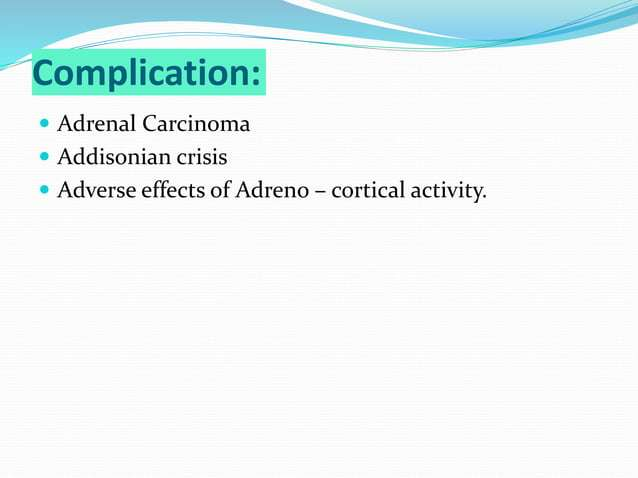 Complication:
Adrenal Carcinoma
Addisonian crisis
Adverse effects of Adreno – cortical activity.